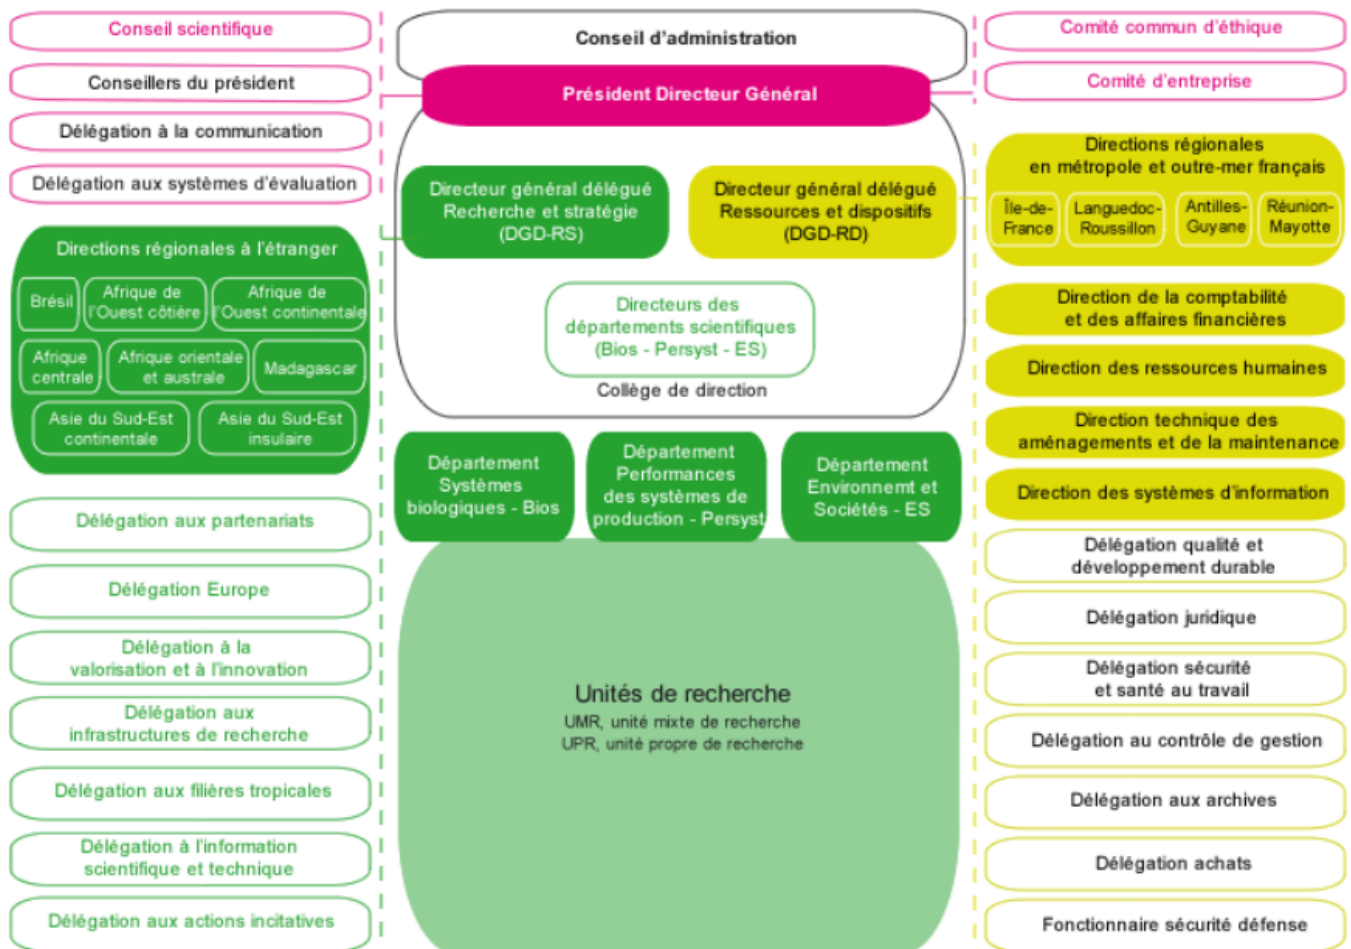 Conseil scientifique
Conseillers du président
Délégation à la communication
Délégation aux systèmes d'évaluation
Directions régionales à l'étranger
Brésil
Afrique de
l'Ouest côtière
Afrique de
l'Ouest continentale
Afrique
centrale
Afrique orientale
et australe
Madagascar
Asie du Sud-Est
continentale
Asie du Sud-Est
insulaire
Délégation aux partenariats
Délégation Europe
Délégation à la
valorisation et à l'innovation
Délégation aux
infrastructures de recherche
Délégation aux filières tropicales
Délégation à l'information
scientifique et technique
Délégation aux actions incitatives
Conseil d'administration
Président Directeur Général
Directeur général délégué
Recherche et stratégie
(DGD-RS)
Directeur général délégué
Ressources et dispositifs
(DGD-RD)
Directeurs des
départements scientifiques
(Bios - Persyst - ES)
Collège de direction
Département
Systèmes
biologiques - Bios
Département
Performances
des systèmes de
production - Persyst
Département
Environnemt et
Sociétés - ES
Unités de recherche
UMR, unité mixte de recherche
UPR, unité propre de recherche
Comité commun d'éthique
Comité d'entreprise
Directions régionales
en métropole et outre-mer français
Île-de-
France
Languedoc-
Roussillon
Antilles-
Guyane
Réunion-
Mayotte
Direction de la comptabilité
et des affaires financières
Direction des ressources humaines
Direction technique des
aménagements et de la maintenance
Direction des systèmes d'information
Délégation qualité et
développement durable
Délégation juridique
Délégation sécurité
et santé au travail
Délégation au contrôle de gestion
Délégation aux archives
Délégation achats
Fonctionnaire sécurité défense